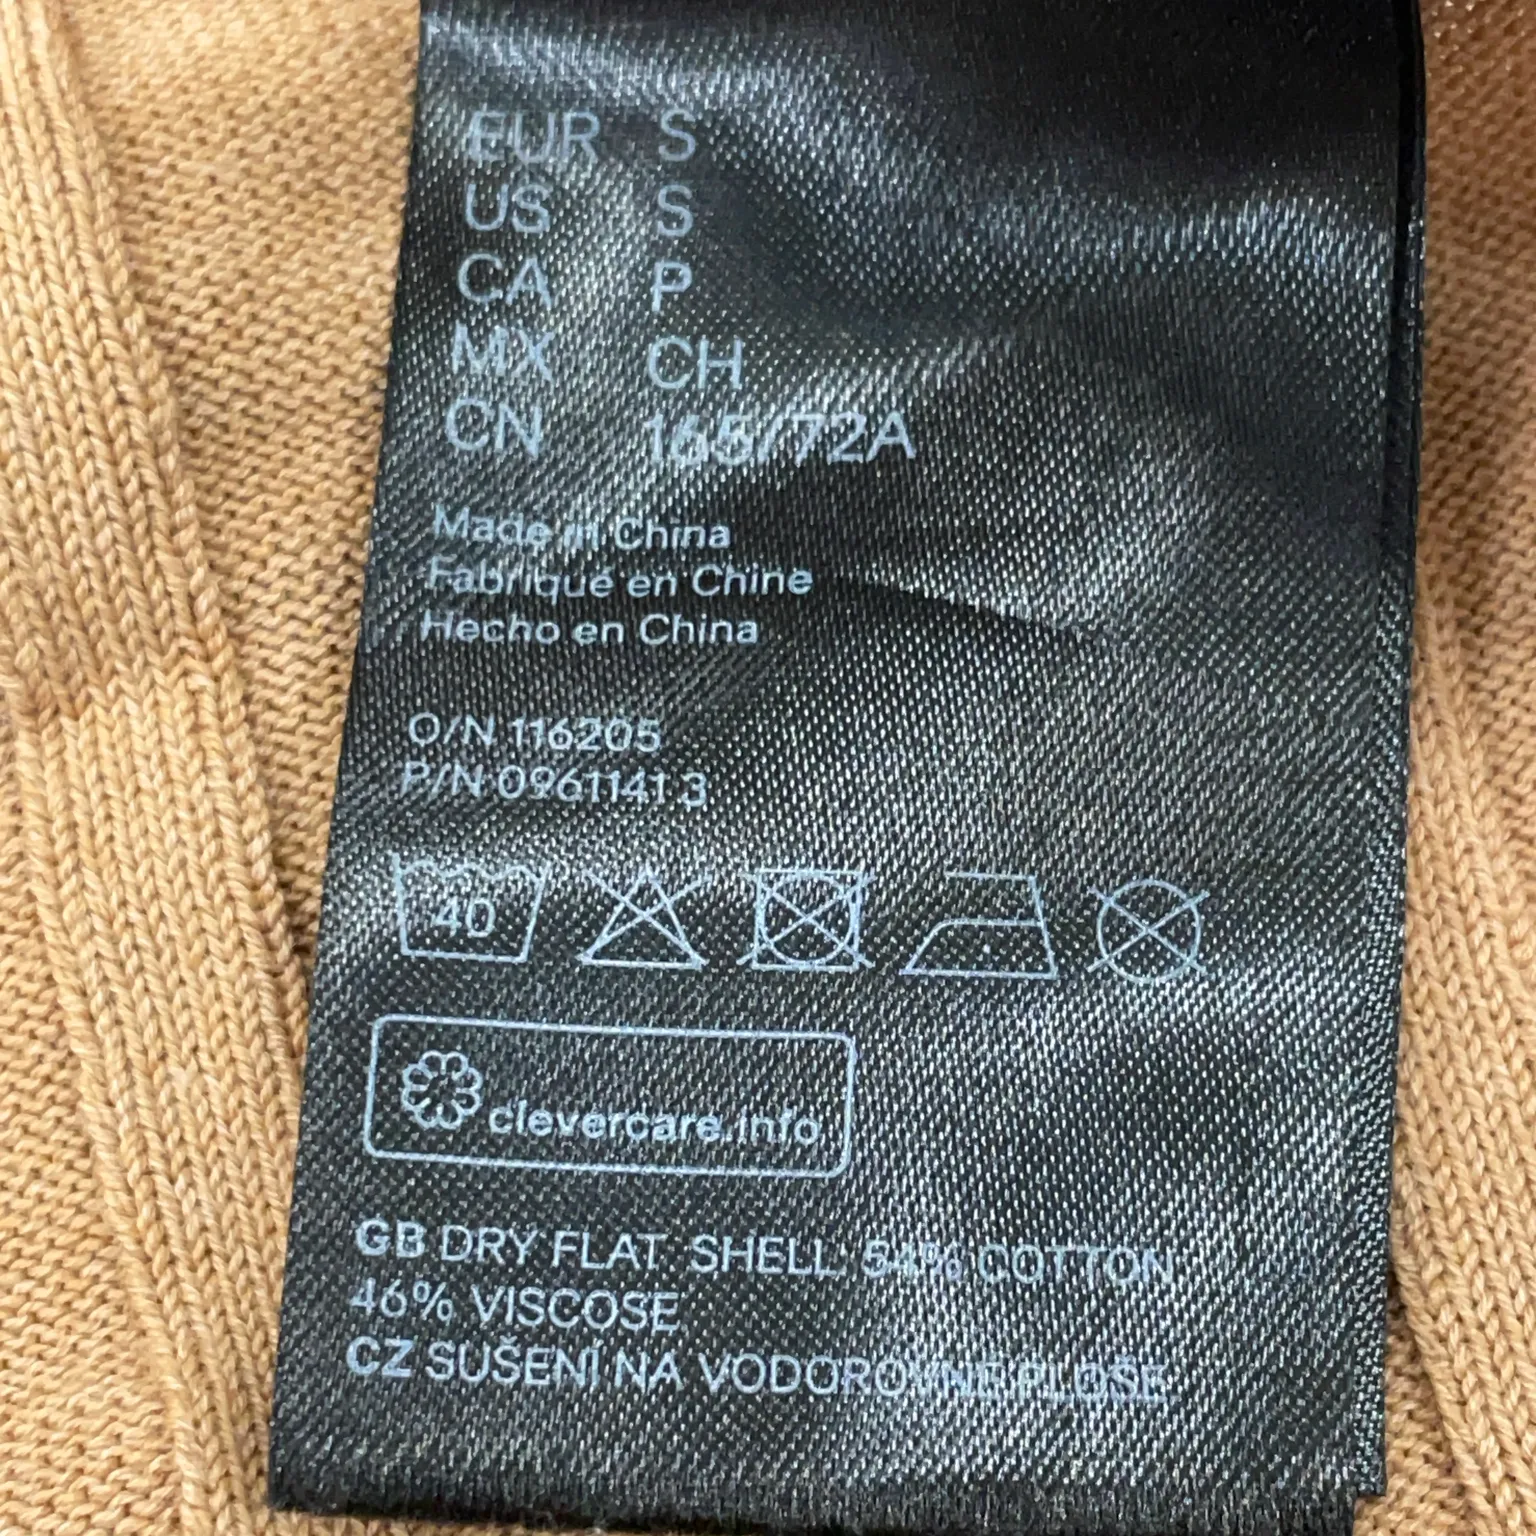 EUR S
US S
CA P
MX CH
CN 165/72A
Made in China
Fabriqué en Chine
Hecho en China
O/N 116205
P/N 0961141.3
40
clevercare.info
GB DRY FLAT. SHELL: 54% COTTON
46% VISCOSE
CZ SUŠENÍ NA VODOROVNÉ PLOŠE